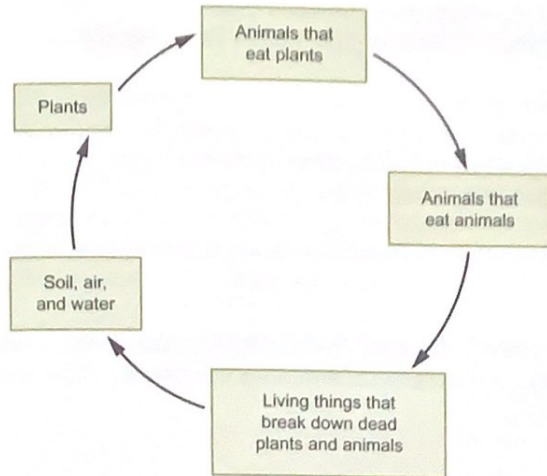 Animals that
eat plants
Plants
Animals that
eat animals
Soil, air,
and water
Living things that
break down dead
plants and animals